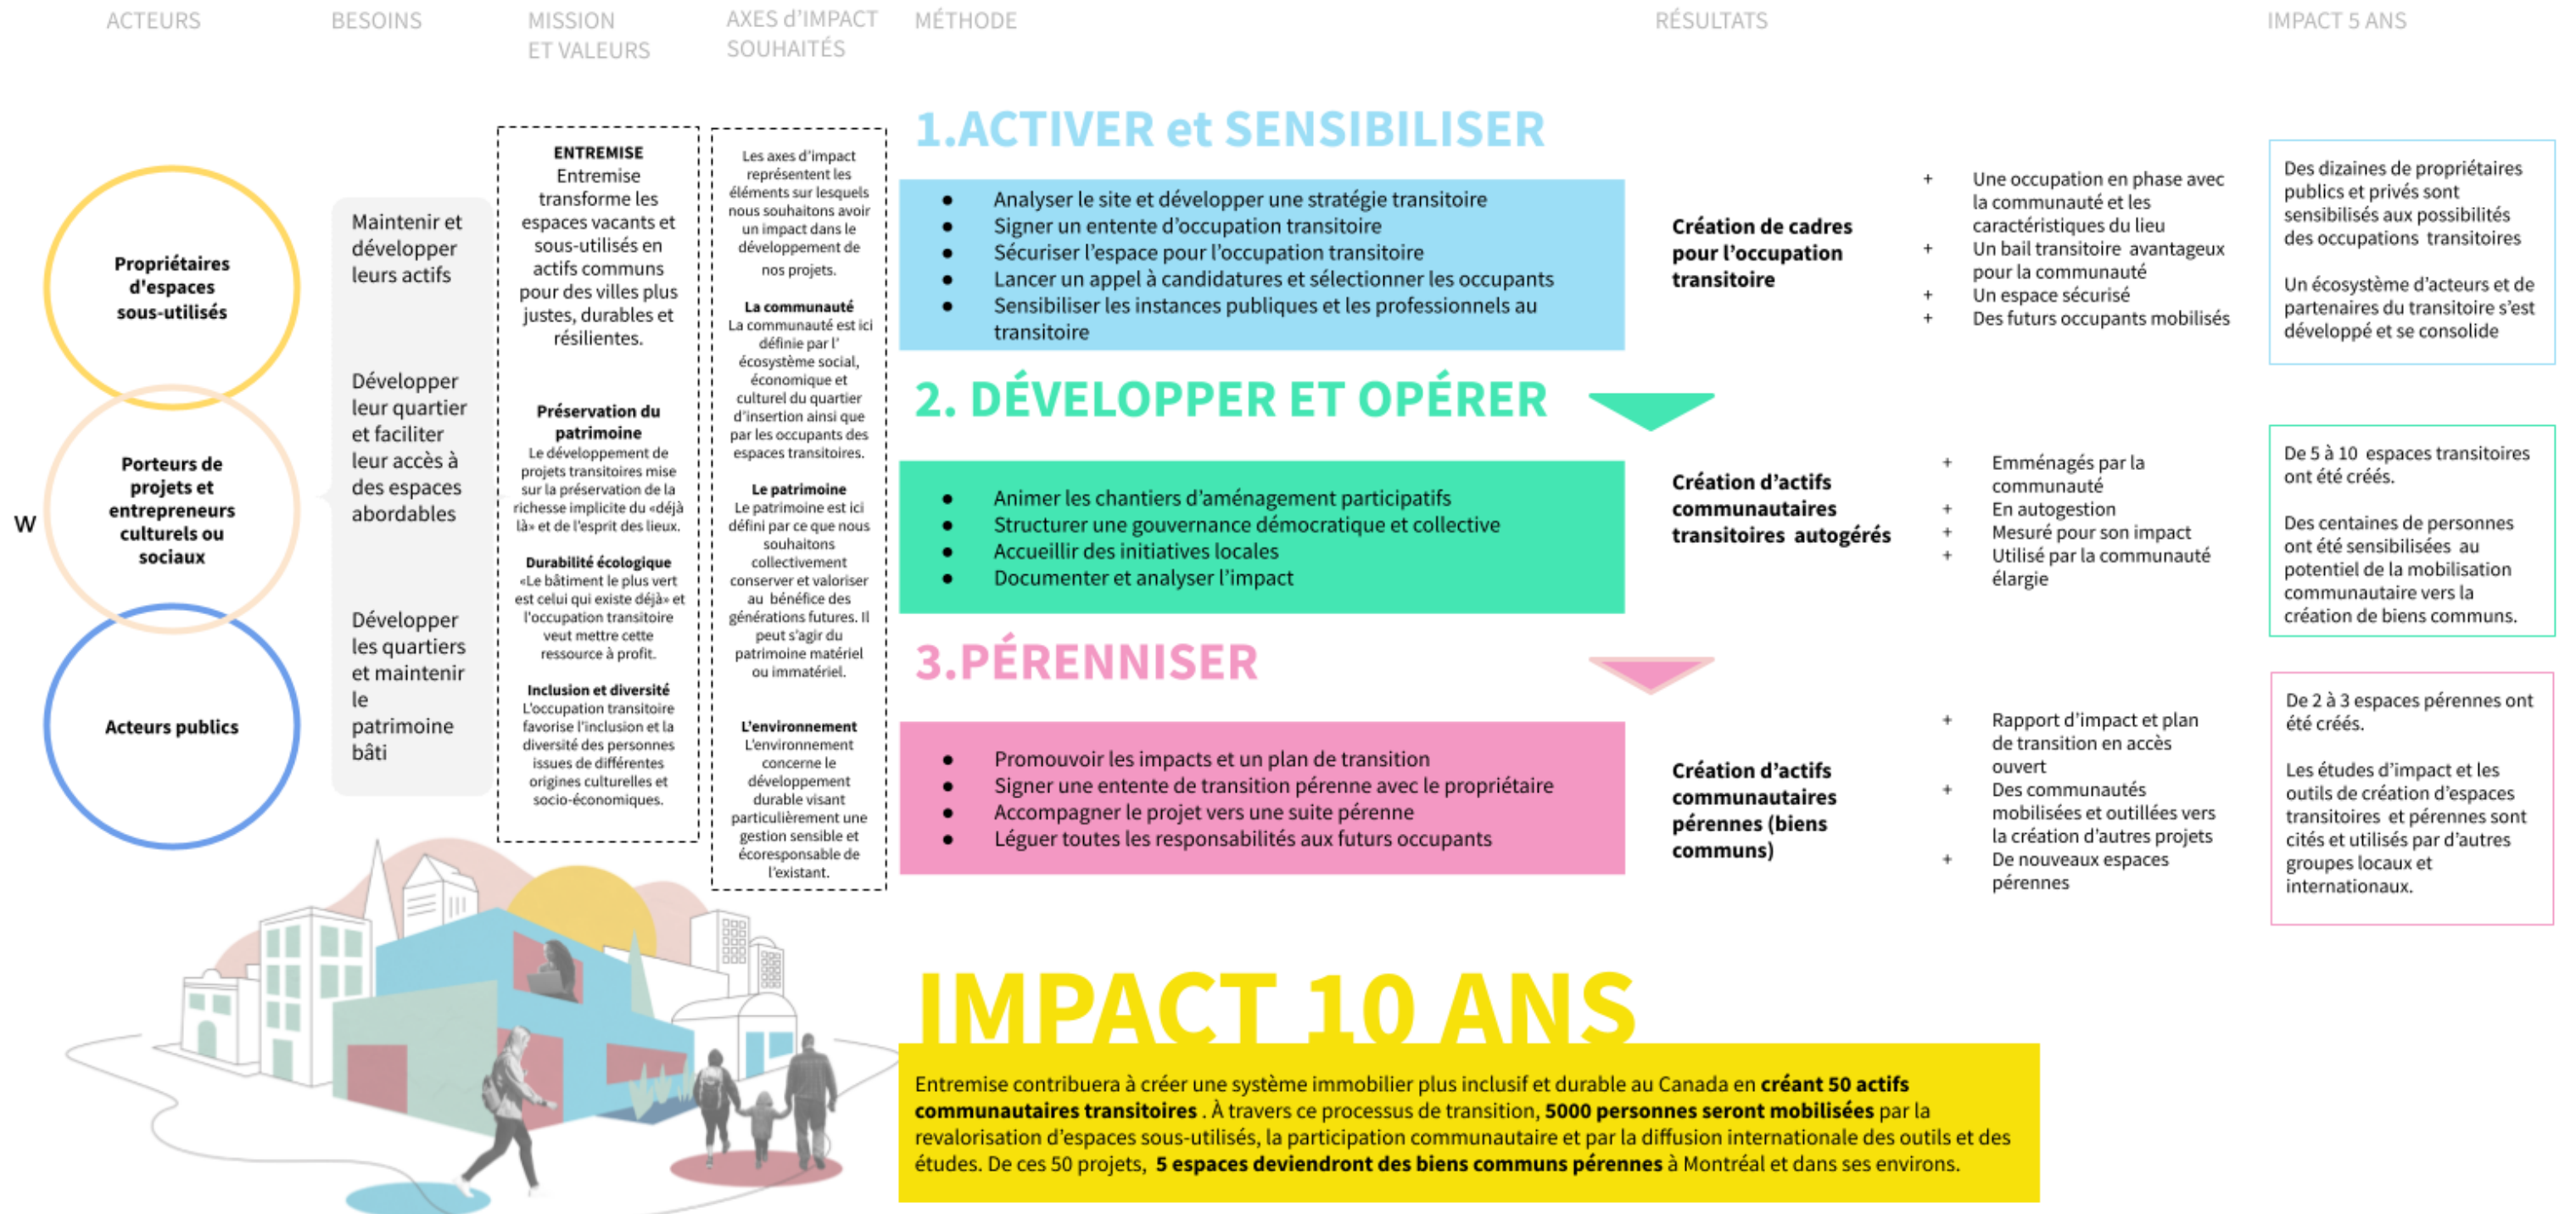 ACTEURS
BESOINS
MISSION
ET VALEURS
AXES d’IMPACT
SOUHAITÉS
MÉTHODE
RÉSULTATS
IMPACT 5 ANS
Propriétaires
d'espaces
sous-utilisés
Porteurs de
projets et
entrepreneurs
culturels ou
sociaux
W
Acteurs publics
Maintenir et
développer
leurs actifs
Développer
leur quartier
et faciliter
leur accès à
des espaces
abordables
Développer
les quartiers
et maintenir
le
patrimoine
bâti
ENTREMISE
Entremise
transforme les
espaces vacants et
sous-utilisés en
actifs communs
pour des villes plus
justes, durables et
résilientes.
Préservation du
patrimoine
Le développement de
projets transitoires mise
sur la préservation de la
richesse implicite du «déjà
là» et de l’esprit des lieux.
Durabilité écologique
«Le bâtiment le plus vert
est celui qui existe déjà» et
l’occupation transitoire
veut mettre cette
ressource à profit.
Inclusion et diversité
L’occupation transitoire
favorise l’inclusion et la
diversité des personnes
issues de différentes
origines culturelles et
socio-économiques.
Les axes d’impact
représentent les
éléments sur lesquels
nous souhaitons avoir
un impact dans le
développement de
nos projets.
La communauté
La communauté est ici
définie par l’
écosystème social,
économique et
culturel du quartier
d’insertion ainsi que
par les occupants des
espaces transitoires.
Le patrimoine
Le patrimoine est ici
défini par ce que nous
souhaitons
collectivement
conserver et valoriser
au bénéfice des
générations futures. Il
peut s’agir du
patrimoine matériel
ou immatériel.
L’environnement
L’environnement
concerne le
développement
durable visant
particulièrement une
gestion sensible et
écoresponsable de
l’existant.
1.ACTIVER et SENSIBILISER
● Analyser le site et développer une stratégie transitoire
● Signer un entente d’occupation transitoire
● Sécuriser l’espace pour l’occupation transitoire
● Lancer un appel à candidatures et sélectionner les occupants
● Sensibiliser les instances publiques et les professionnels au
transitoire
Création de cadres
pour l’occupation
transitoire
+ Une occupation en phase avec
la communauté et les
caractéristiques du lieu
+ Un bail transitoire avantageux
pour la communauté
+ Un espace sécurisé
+ Des futurs occupants mobilisés
Des dizaines de propriétaires
publics et privés sont
sensibilisés aux possibilités
des occupations transitoires
Un écosystème d’acteurs et de
partenaires du transitoire s’est
développé et se consolide
2. DÉVELOPPER ET OPÉRER
● Animer les chantiers d’aménagement participatifs
● Structurer une gouvernance démocratique et collective
● Accueillir des initiatives locales
● Documenter et analyser l’impact
Création d’actifs
communautaires
transitoires autogérés
+ Emménagés par la
communauté
+ En autogestion
+ Mesuré pour son impact
+ Utilisé par la communauté
élargie
De 5 à 10 espaces transitoires
ont été créés.
Des centaines de personnes
ont été sensibilisées au
potentiel de la mobilisation
communautaire vers la
création de biens communs.
3.PÉRENNISER
● Promouvoir les impacts et un plan de transition
● Signer une entente de transition pérenne avec le propriétaire
● Accompagner le projet vers une suite pérenne
● Léguer toutes les responsabilités aux futurs occupants
Création d’actifs
communautaires
pérennes (biens
communs)
+ Rapport d’impact et plan
de transition en accès
ouvert
+ Des communautés
mobilisées et outillées vers
la création d’autres projets
+ De nouveaux espaces
pérennes
De 2 à 3 espaces pérennes ont
été créés.
Les études d’impact et les
outils de création d’espaces
transitoires et pérennes sont
cités et utilisés par d’autres
groupes locaux et
internationaux.
IMPACT 10 ANS
Entremise contribuera à créer une système immobilier plus inclusif et durable au Canada en créant 50 actifs
communautaires transitoires . À travers ce processus de transition, 5000 personnes seront mobilisées par la
revalorisation d’espaces sous-utilisés, la participation communautaire et par la diffusion internationale des outils et des
études. De ces 50 projets, 5 espaces deviendront des biens communs pérennes à Montréal et dans ses environs.